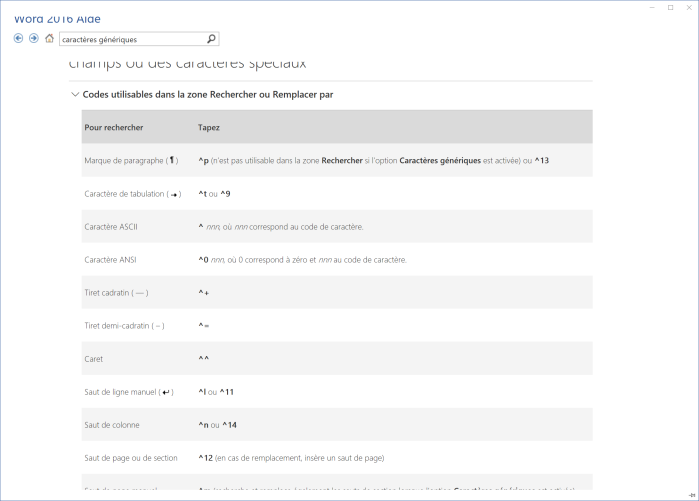 Word 2016 Aide
caractères génériques
champs ou des caractères spéciaux
Codes utilisables dans la zone Rechercher ou Remplacer par
Pour rechercher Tapez
Marque de paragraphe ( ¶ ) ^p (n'est pas utilisable dans la zone Rechercher si l'option Caractères génériques est activée) ou ^13
Caractère de tabulation ( ) ^t ou ^9
Caractère ASCII ^ nnn, où nnn correspond au code de caractère.
Caractère ANSI ^0 nnn, où 0 correspond à zéro et nnn au code de caractère.
Tiret cadratin ( — ) ^+
Tiret demi-cadratin ( – ) ^=
Caret ^^
Saut de ligne manuel ( ↵ ) ^l ou ^11
Saut de colonne ^n ou ^14
Saut de page ou de section ^12 (en cas de remplacement, insère un saut de page)